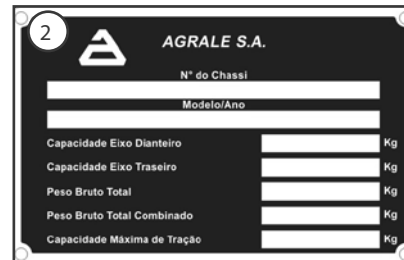 2
AGRALE S.A.
N° do Chassi
Modelo/Ano
Capacidade Eixo Dianteiro Kg
Capacidade Eixo Traseiro Kg
Peso Bruto Total Kg
Peso Bruto Total Combinado Kg
Capacidade Máxima de Tração Kg